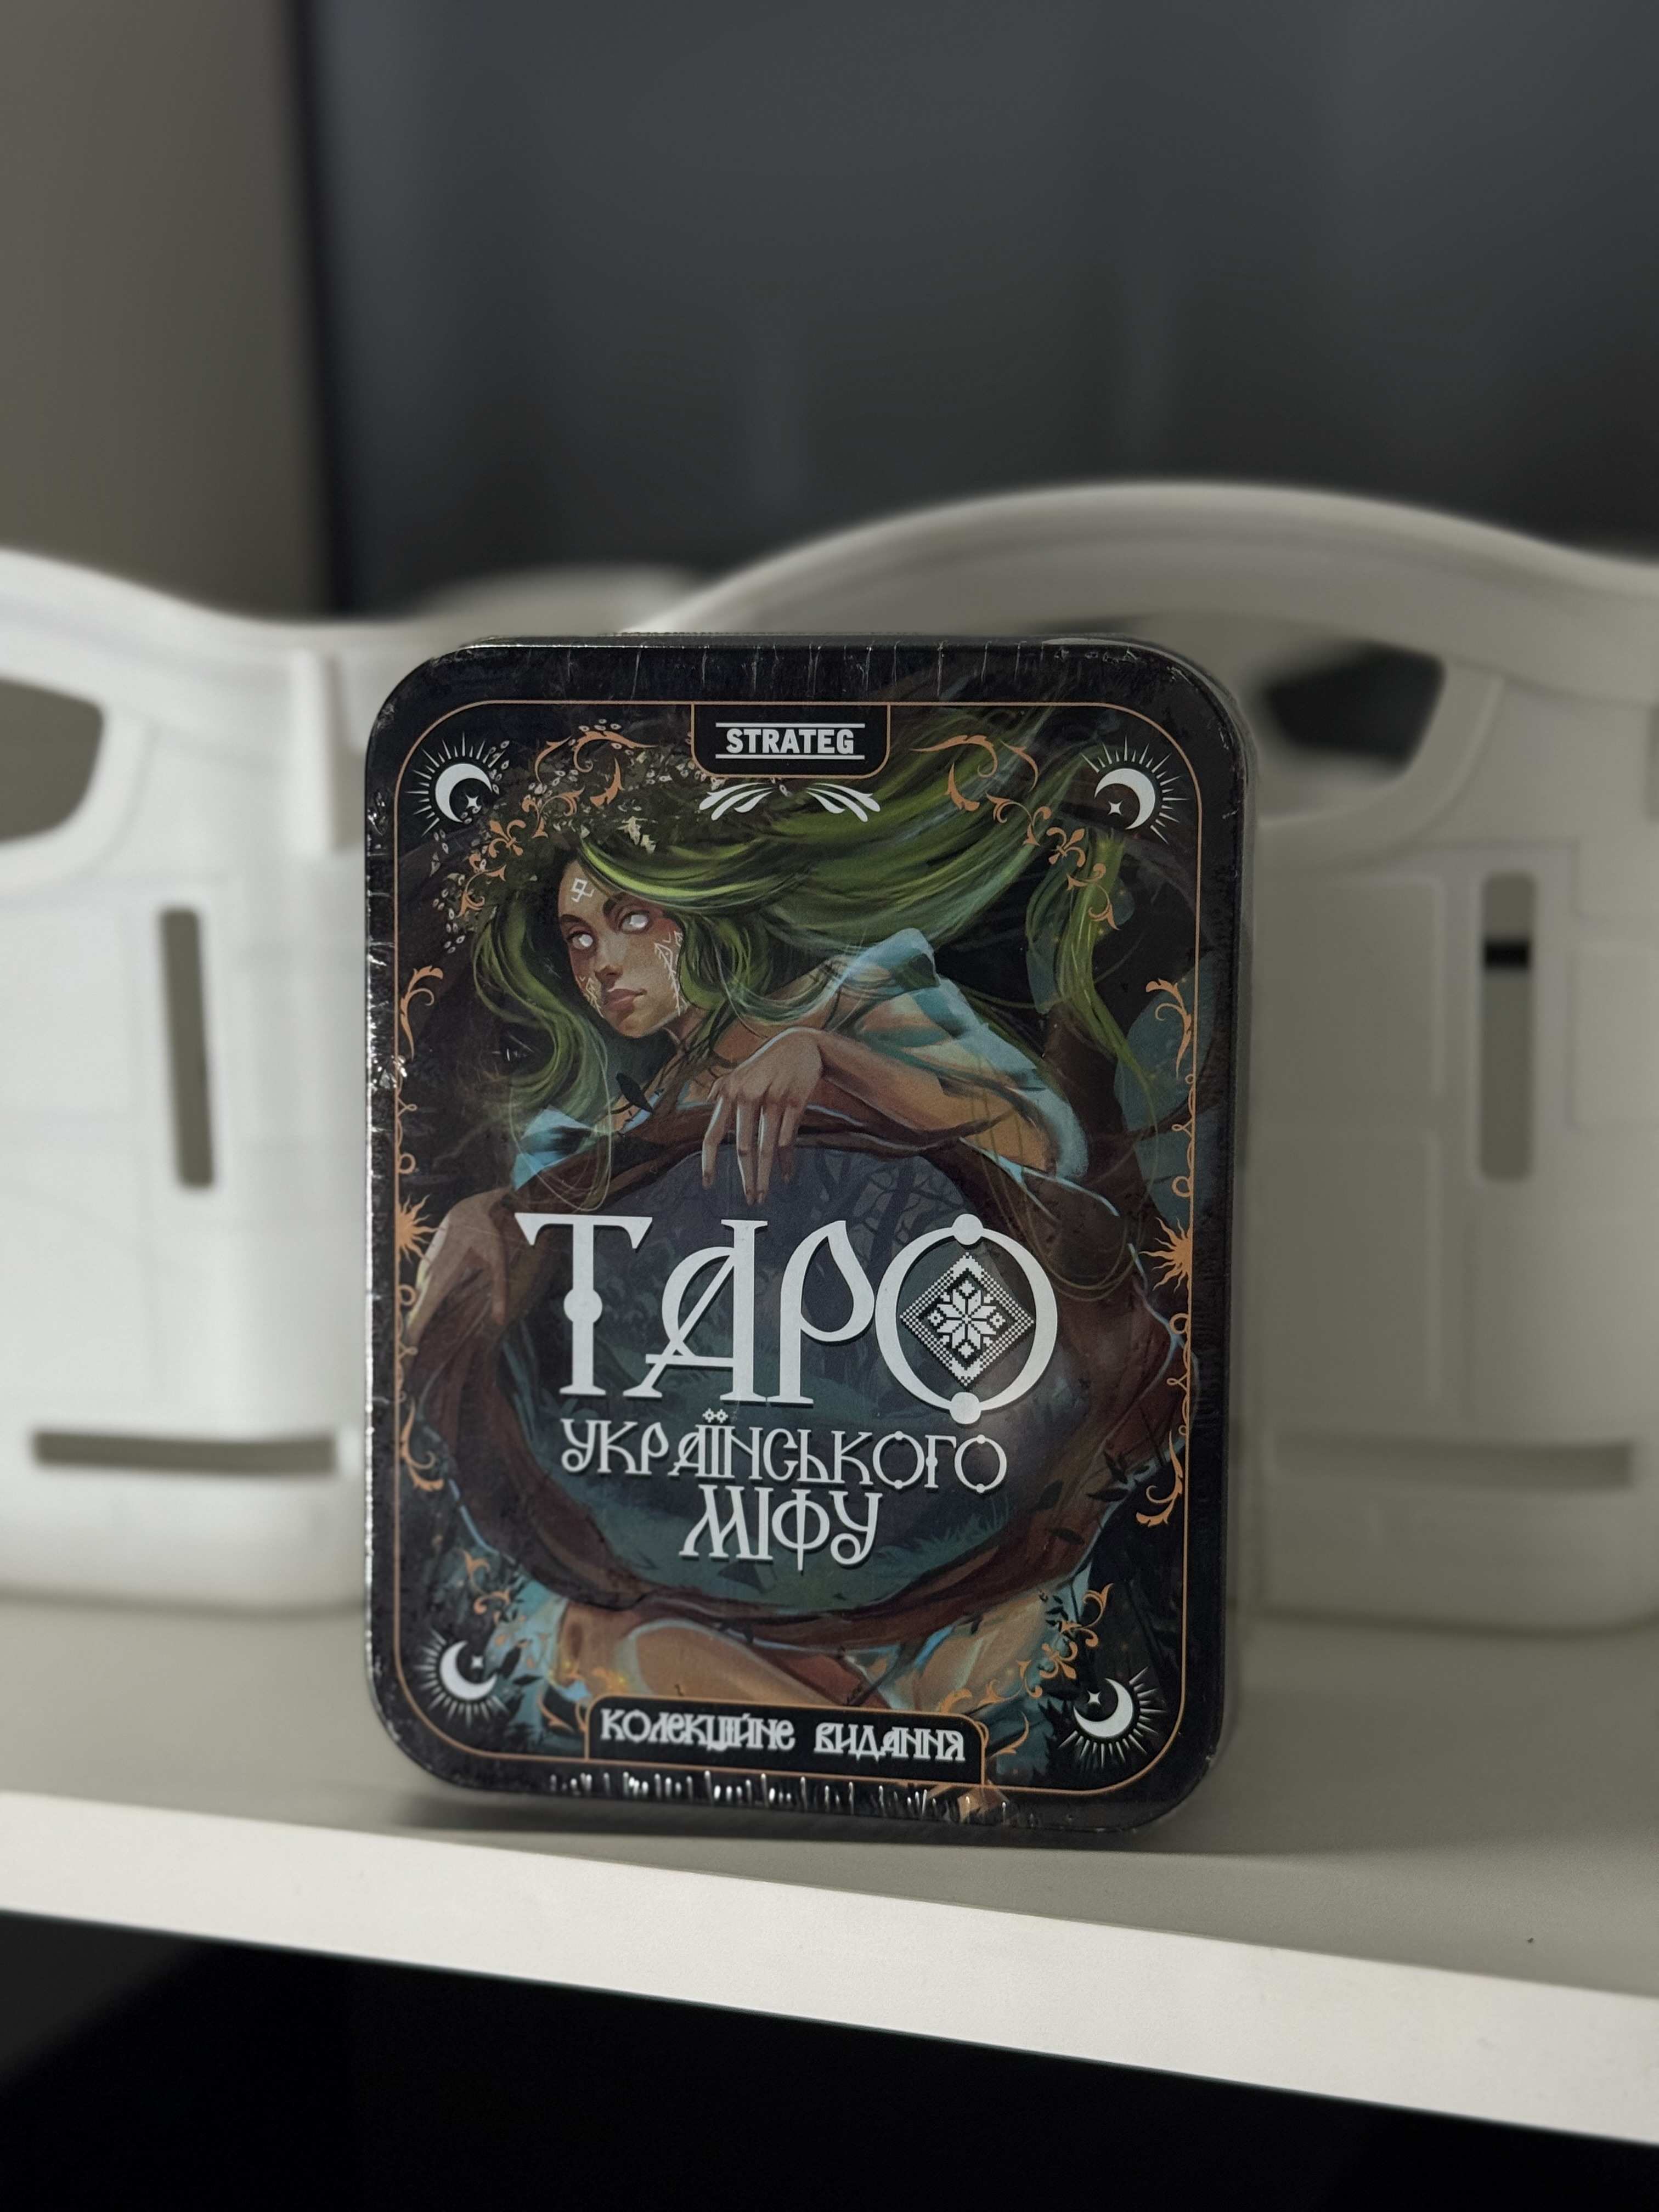 STRATEG
ТАРО
УКРАЇНСЬКОГО
МІФУ
КОЛЕКЦІЙНЕ ВИДАННЯ